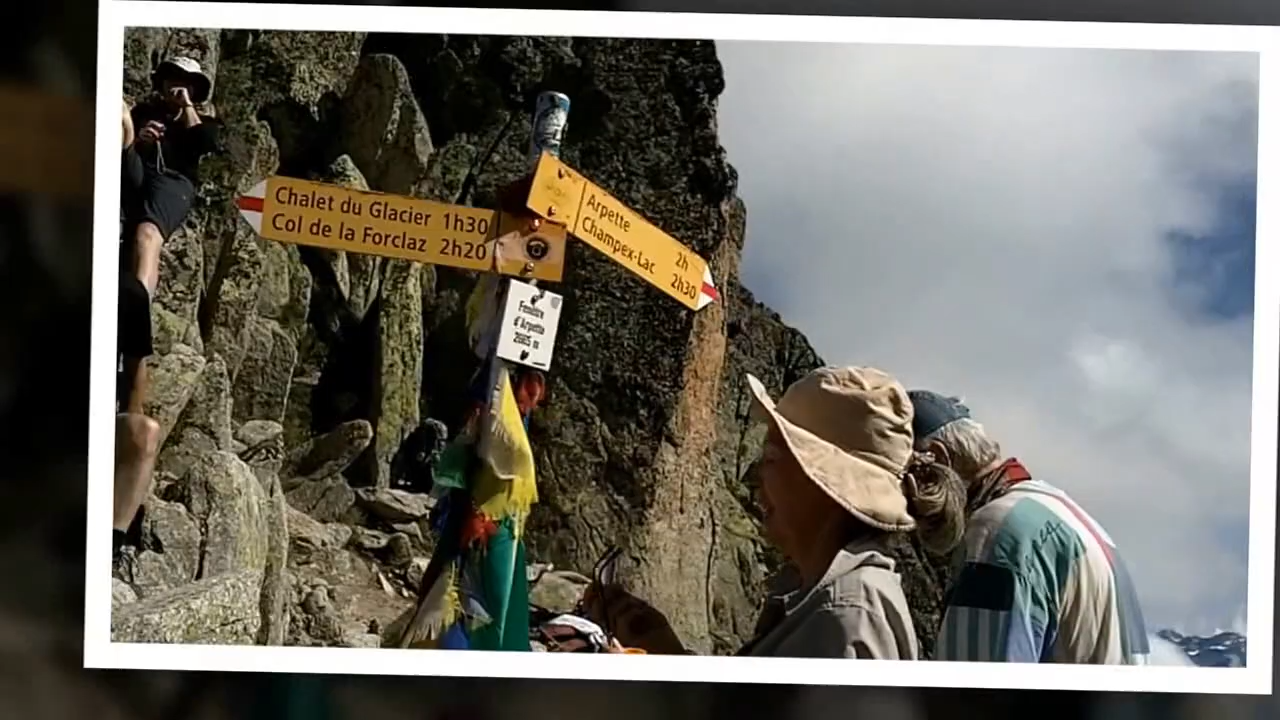 Chalet du Glacier 1h30
Col de la Forclaz 2h20
Arpette 2h
Champex-Lac 2h30
Fenêtre
d'Arpette
2665 m